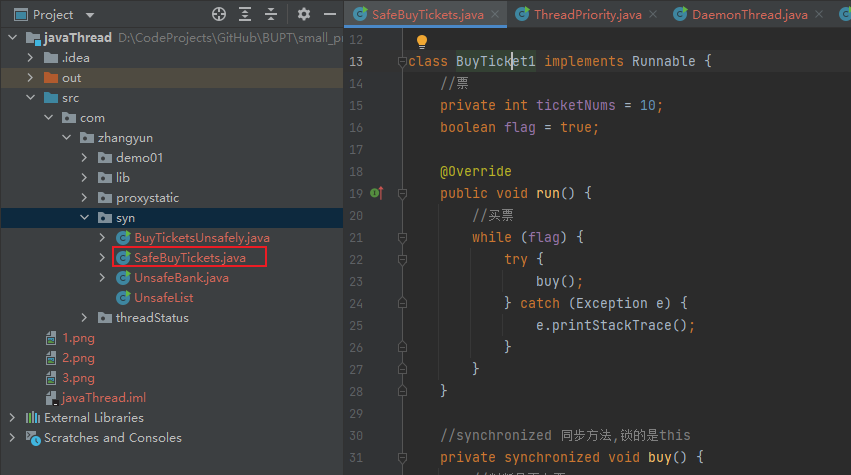 Project
javaThread D:\CodeProjects\GitHub\BUPT\small_pr
.idea
out
src
com
zhangyun
demo01
lib
proxystatic
syn
BuyTicketsUnsafely.java
SafeBuyTickets.java
UnsafeBank.java
UnsafeList
threadStatus
1.png
2.png
3.png
javaThread.iml
External Libraries
Scratches and Consoles
SafeBuyTickets.java ThreadPriority.java DaemonThread.java
12
13 class BuyTicket1 implements Runnable {
14 //票
15 private int ticketNums = 10;
16 boolean flag = true;
17
18 @Override
19 public void run() {
20 //买票
21 while (flag) {
22 try {
23 buy();
24 } catch (Exception e) {
25 e.printStackTrace();
26 }
27 }
28 }
29
30 //synchronized 同步方法,锁的是this
31 private synchronized void buy() {